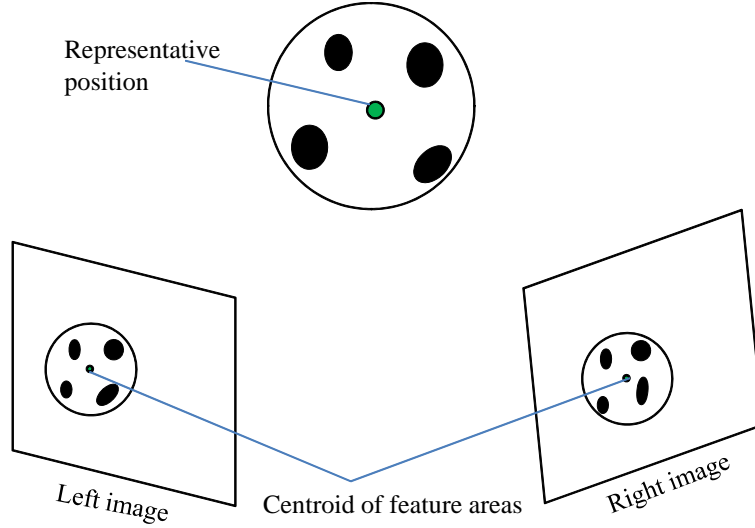 Representative
position
Left image
Centroid of feature areas
Right image